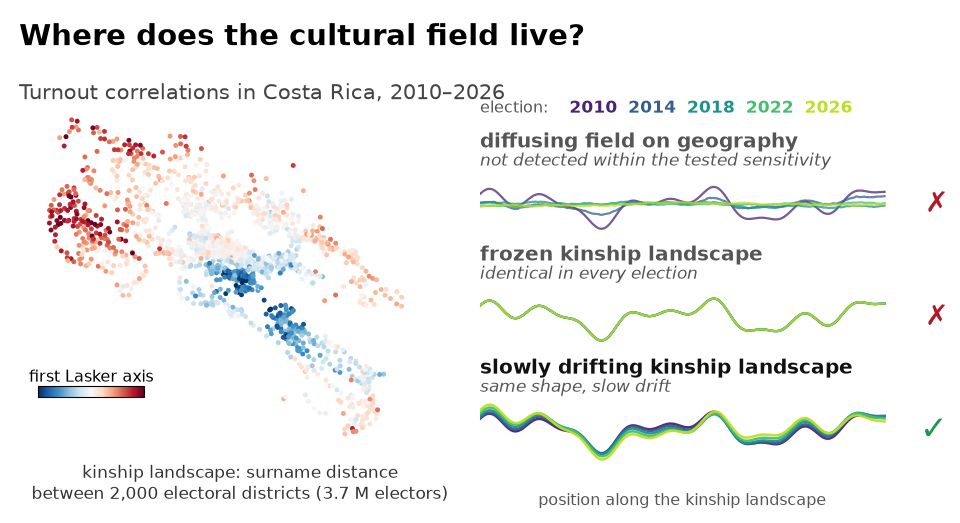 Where does the cultural field live?
Turnout correlations in Costa Rica, 2010–2026
election: 2010 2014 2018 2022 2026
diffusing field on geography
not detected within the tested sensitivity
✗
frozen kinship landscape
identical in every election
✗
slowly drifting kinship landscape
same shape, slow drift
✓
first Lasker axis
kinship landscape: surname distance
between 2,000 electoral districts (3.7 M electors)
position along the kinship landscape